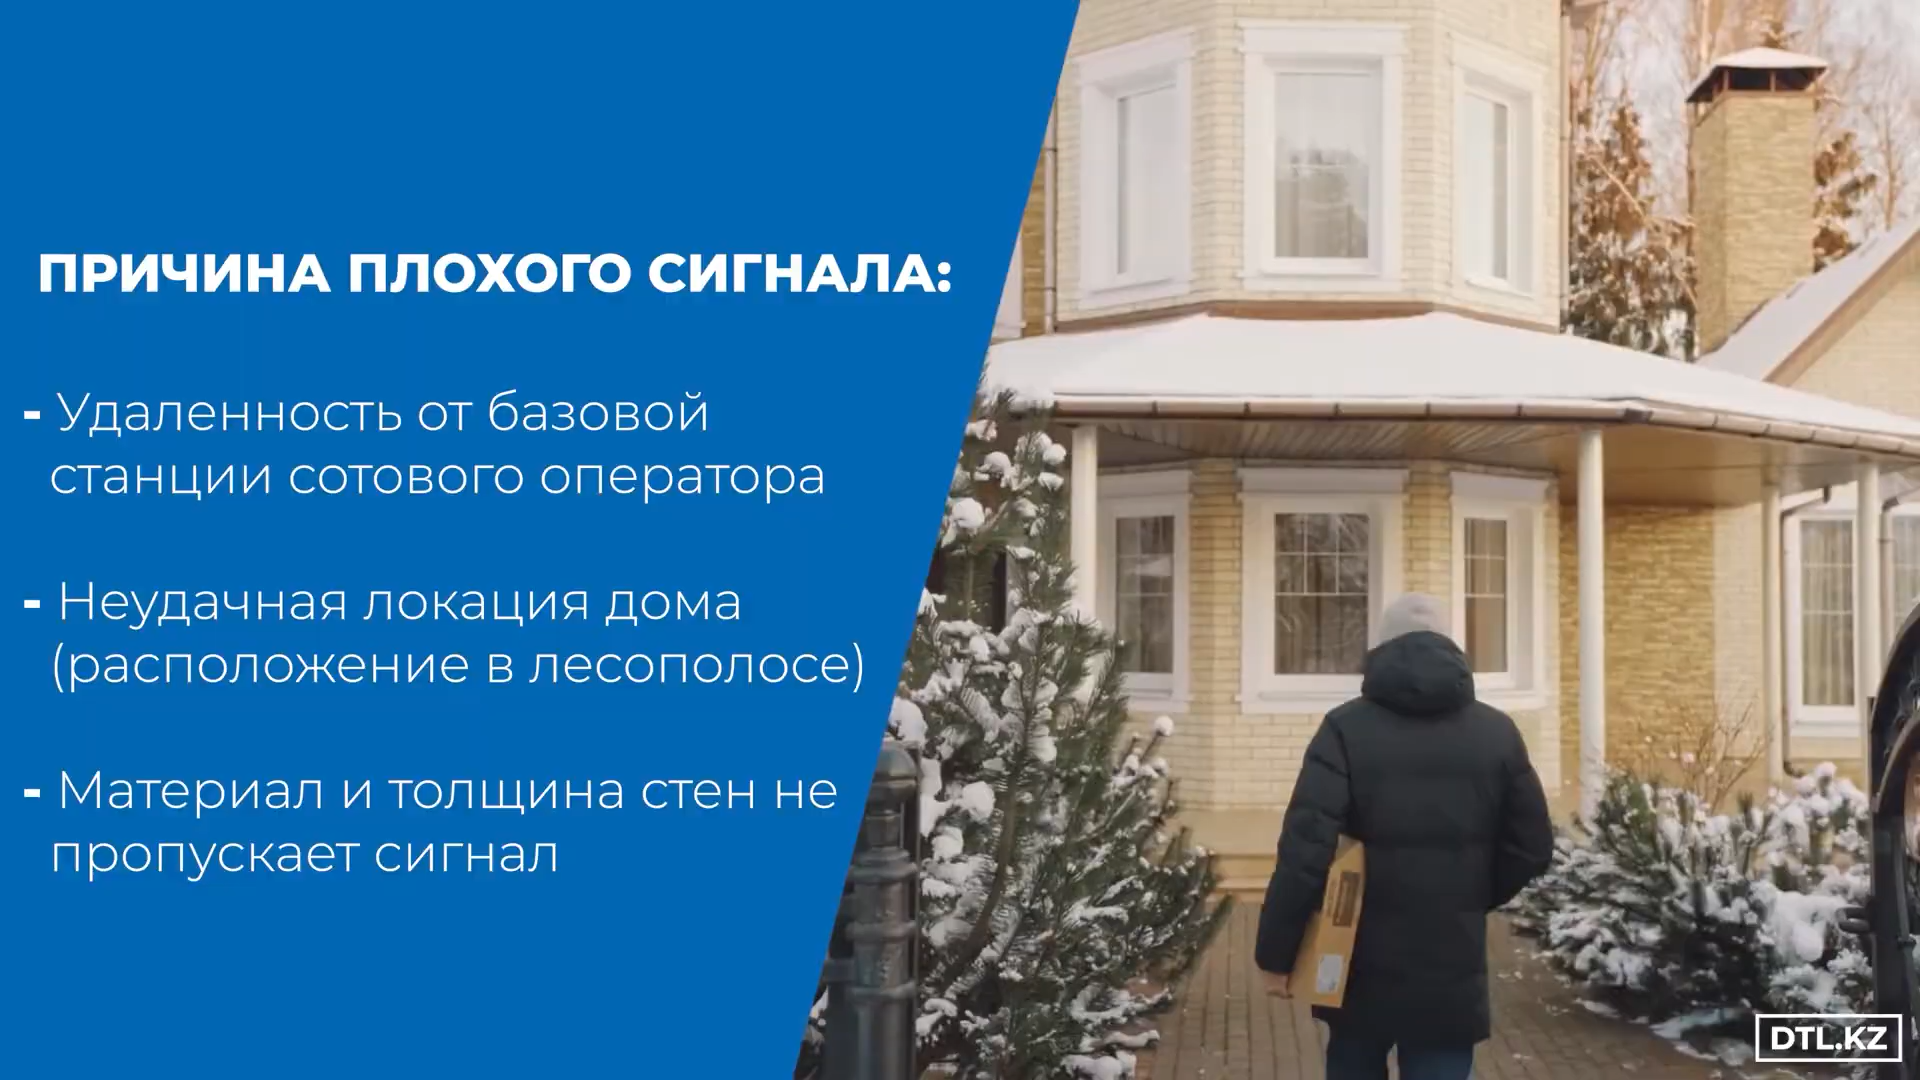 ПРИЧИНА ПЛОХОГО СИГНАЛА:
- Удаленность от базовой
станции сотового оператора
- Неудачная локация дома
(расположение в лесополосе)
- Материал и толщина стен не
пропускает сигнал
DTL.KZ